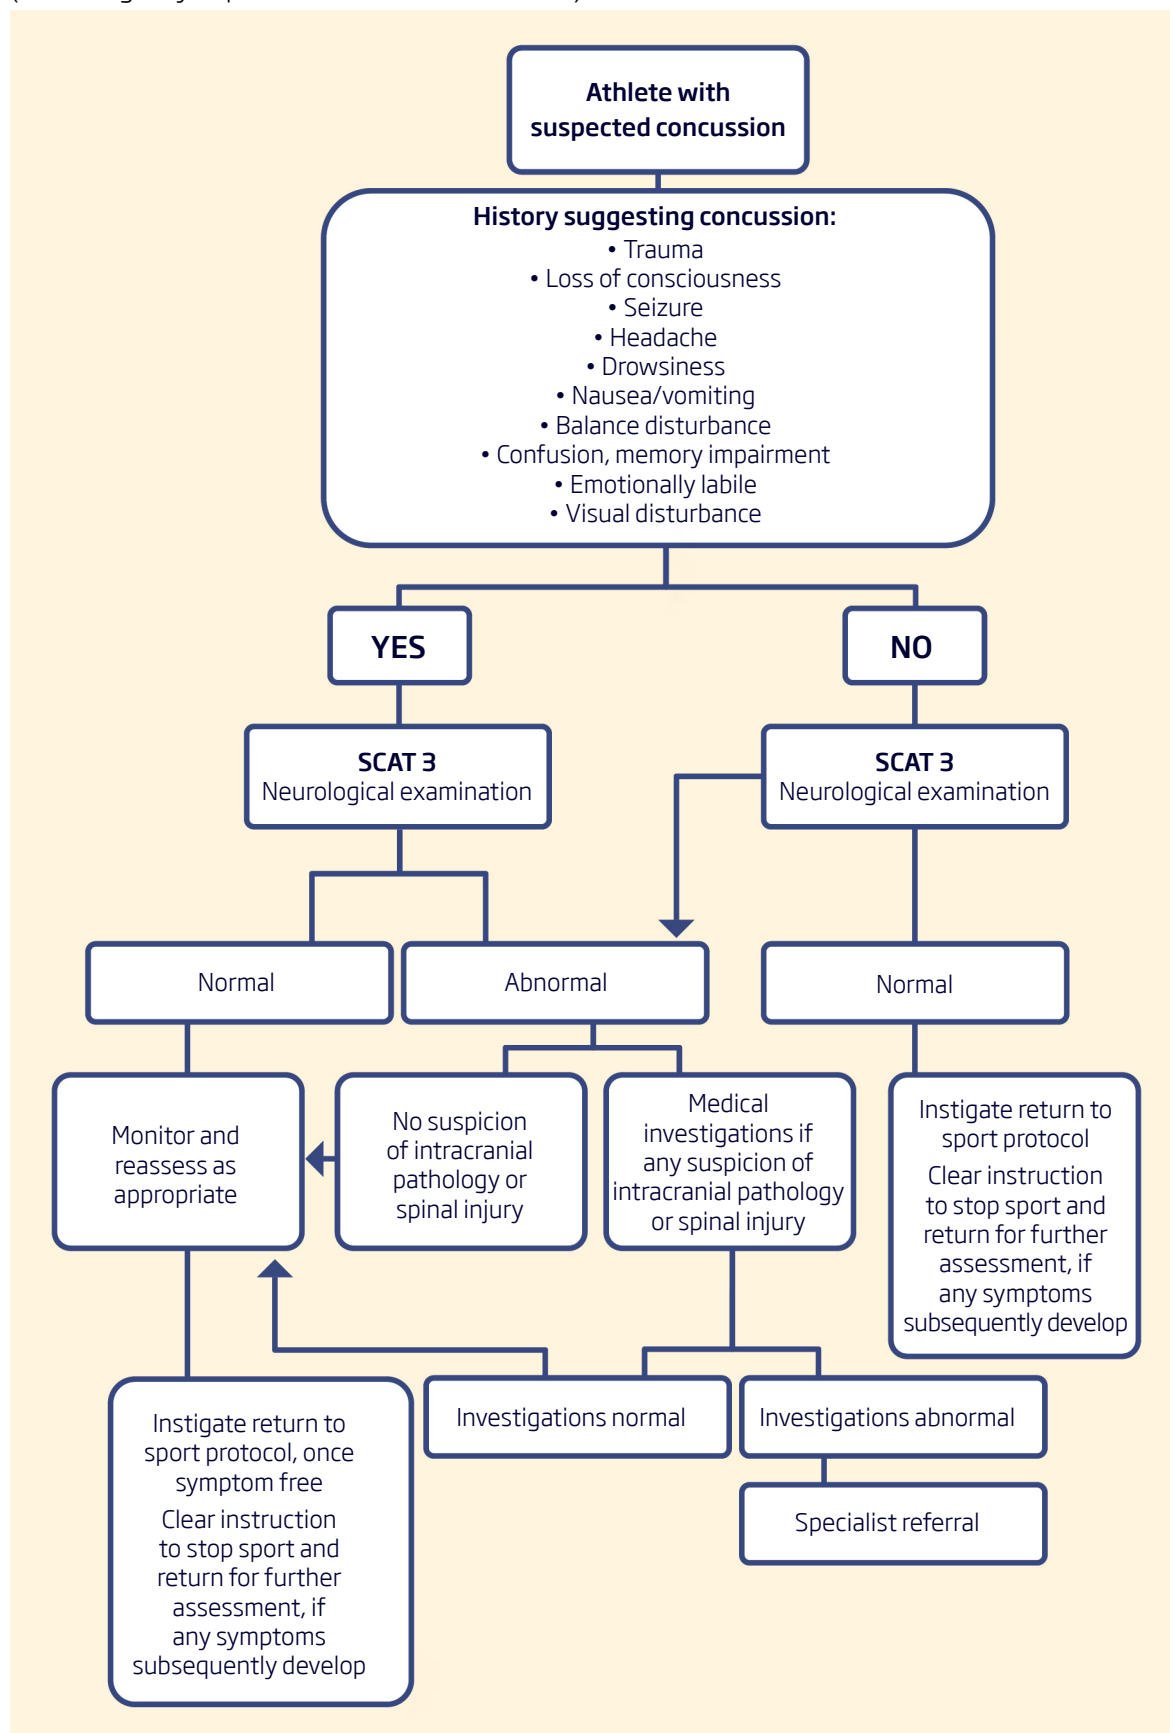 Athlete with
suspected concussion
History suggesting concussion:
• Trauma
• Loss of consciousness
• Seizure
• Headache
• Drowsiness
• Nausea/vomiting
• Balance disturbance
• Confusion, memory impairment
• Emotionally labile
• Visual disturbance
YES
NO
SCAT 3
Neurological examination
SCAT 3
Neurological examination
Normal
Abnormal
Normal
Monitor and
reassess as
appropriate
No suspicion
of intracranial
pathology or
spinal injury
Medical
investigations if
any suspicion of
intracranial pathology
or spinal injury
Instigate return to
sport protocol
Clear instruction
to stop sport and
return for further
assessment, if
any symptoms
subsequently develop
Instigate return to
sport protocol, once
symptom free
Clear instruction
to stop sport and
return for further
assessment, if
any symptoms
subsequently develop
Investigations normal
Investigations abnormal
Specialist referral